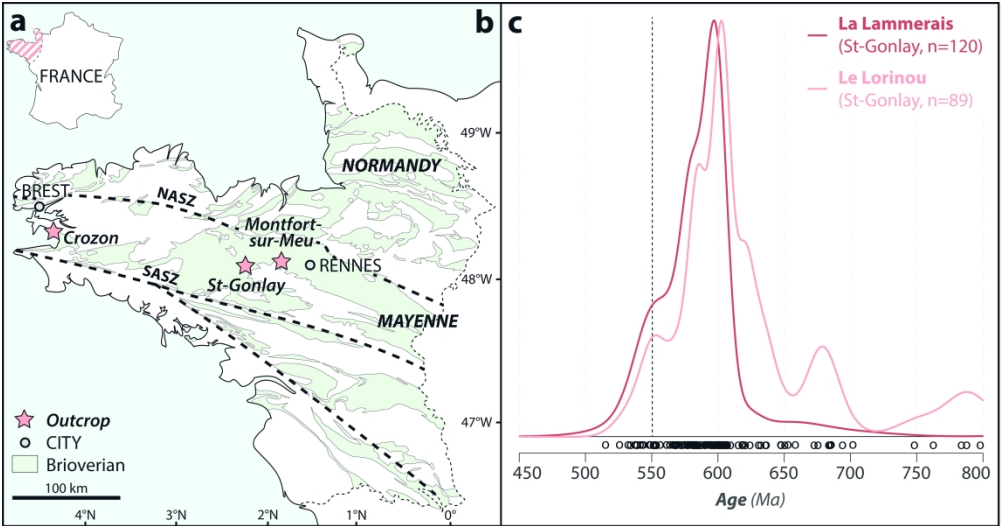 a
FRANCE
NORMANDY
BREST
NASZ
Montfort-
sur-Meu
Crozon
RENNES
St-Gonlay
SASZ
MAYENNE
Outcrop
CITY
Brioverian
100 km
4°N
3°N
2°N
1°N
0°
b
49°W
48°W
47°W
c
La Lammerais
(St-Gonlay, n=120)
Le Lorinou
(St-Gonlay, n=89)
450
500
550
600
650
700
750
800
Age (Ma)